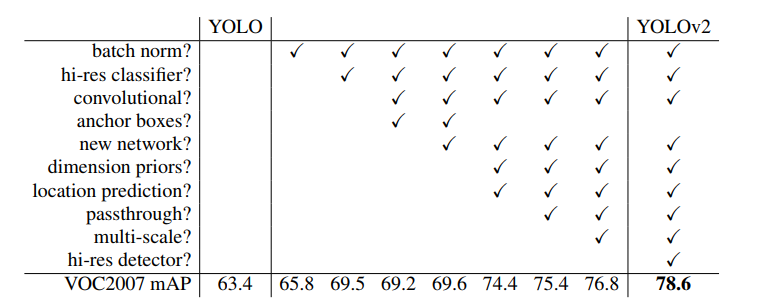 YOLO YOLOv2
batch norm? ✓ ✓ ✓ ✓ ✓ ✓ ✓ ✓
hi-res classifier? ✓ ✓ ✓ ✓ ✓ ✓ ✓
convolutional? ✓ ✓ ✓ ✓ ✓ ✓
anchor boxes? ✓ ✓
new network? ✓ ✓ ✓ ✓ ✓
dimension priors? ✓ ✓ ✓ ✓
location prediction? ✓ ✓ ✓ ✓
passthrough? ✓ ✓ ✓
multi-scale? ✓ ✓
hi-res detector? ✓
VOC2007 mAP 63.4 65.8 69.5 69.2 69.6 74.4 75.4 76.8 78.6